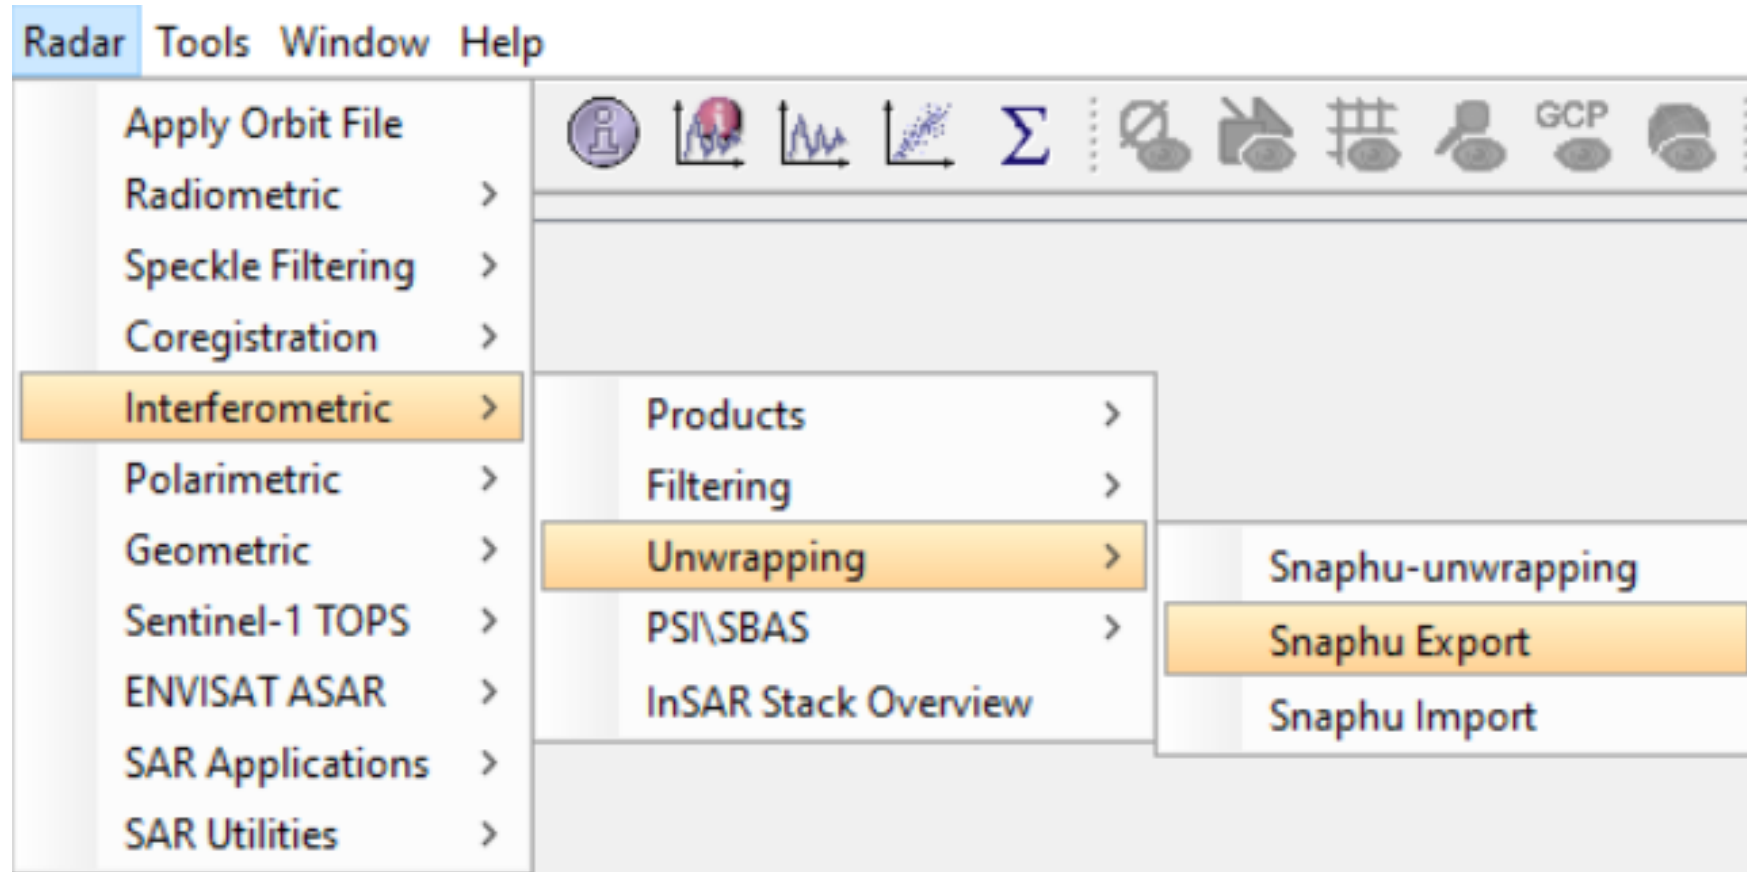 Radar Tools Window Help
GCP
Apply Orbit File
Radiometric
Speckle Filtering
Coregistration
Interferometric
Polarimetric
Geometric
Sentinel-1 TOPS
ENVISAT ASAR
SAR Applications
SAR Utilities
Products
Filtering
Unwrapping
PSI\SBAS
InSAR Stack Overview
Snaphu-unwrapping
Snaphu Export
Snaphu Import